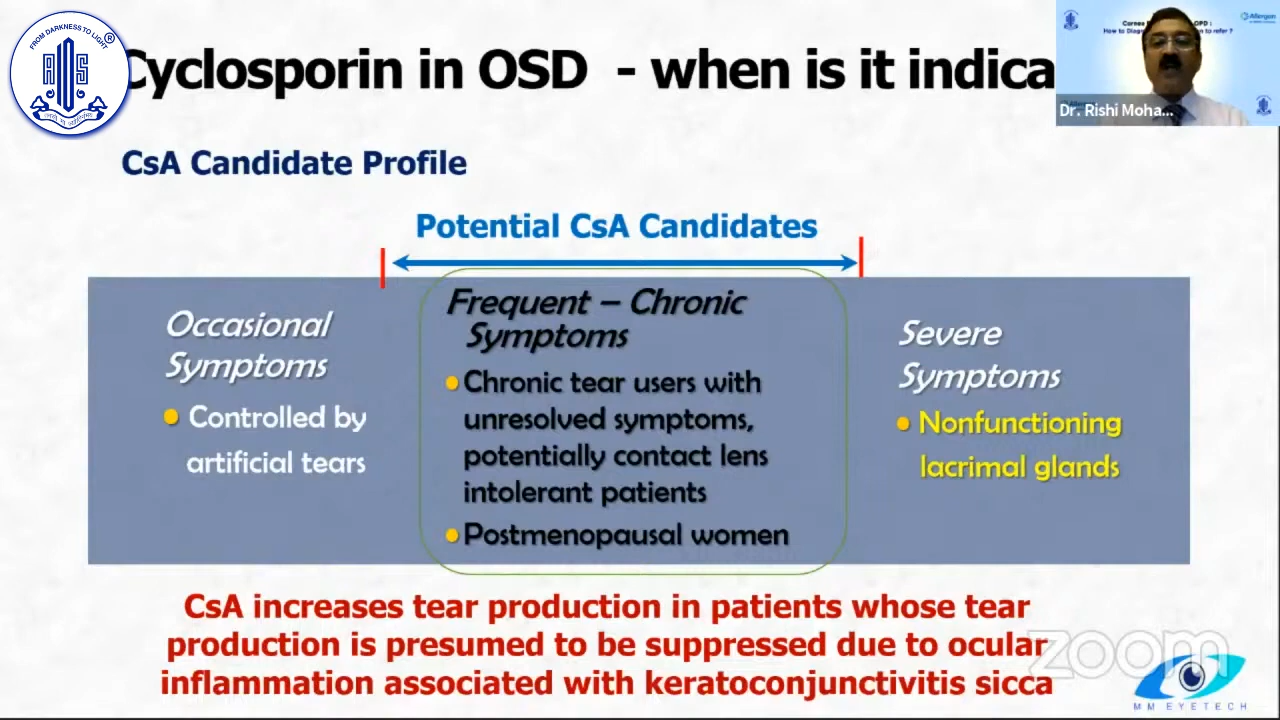 FROM DARKNESS TO LIGHT
Cyclosporin in OSD - when is it indica
Allergan
Dr. Rishi Moha...
CsA Candidate Profile
Potential CsA Candidates
Occasional
Symptoms
Controlled by
artificial tears
Frequent – Chronic
Symptoms
Chronic tear users with
unresolved symptoms,
potentially contact lens
intolerant patients
Postmenopausal women
Severe
Symptoms
Nonfunctioning
lacrimal glands
CsA increases tear production in patients whose tear
production is presumed to be suppressed due to ocular
inflammation associated with keratoconjunctivitis sicca
zoom
MM EYETECH